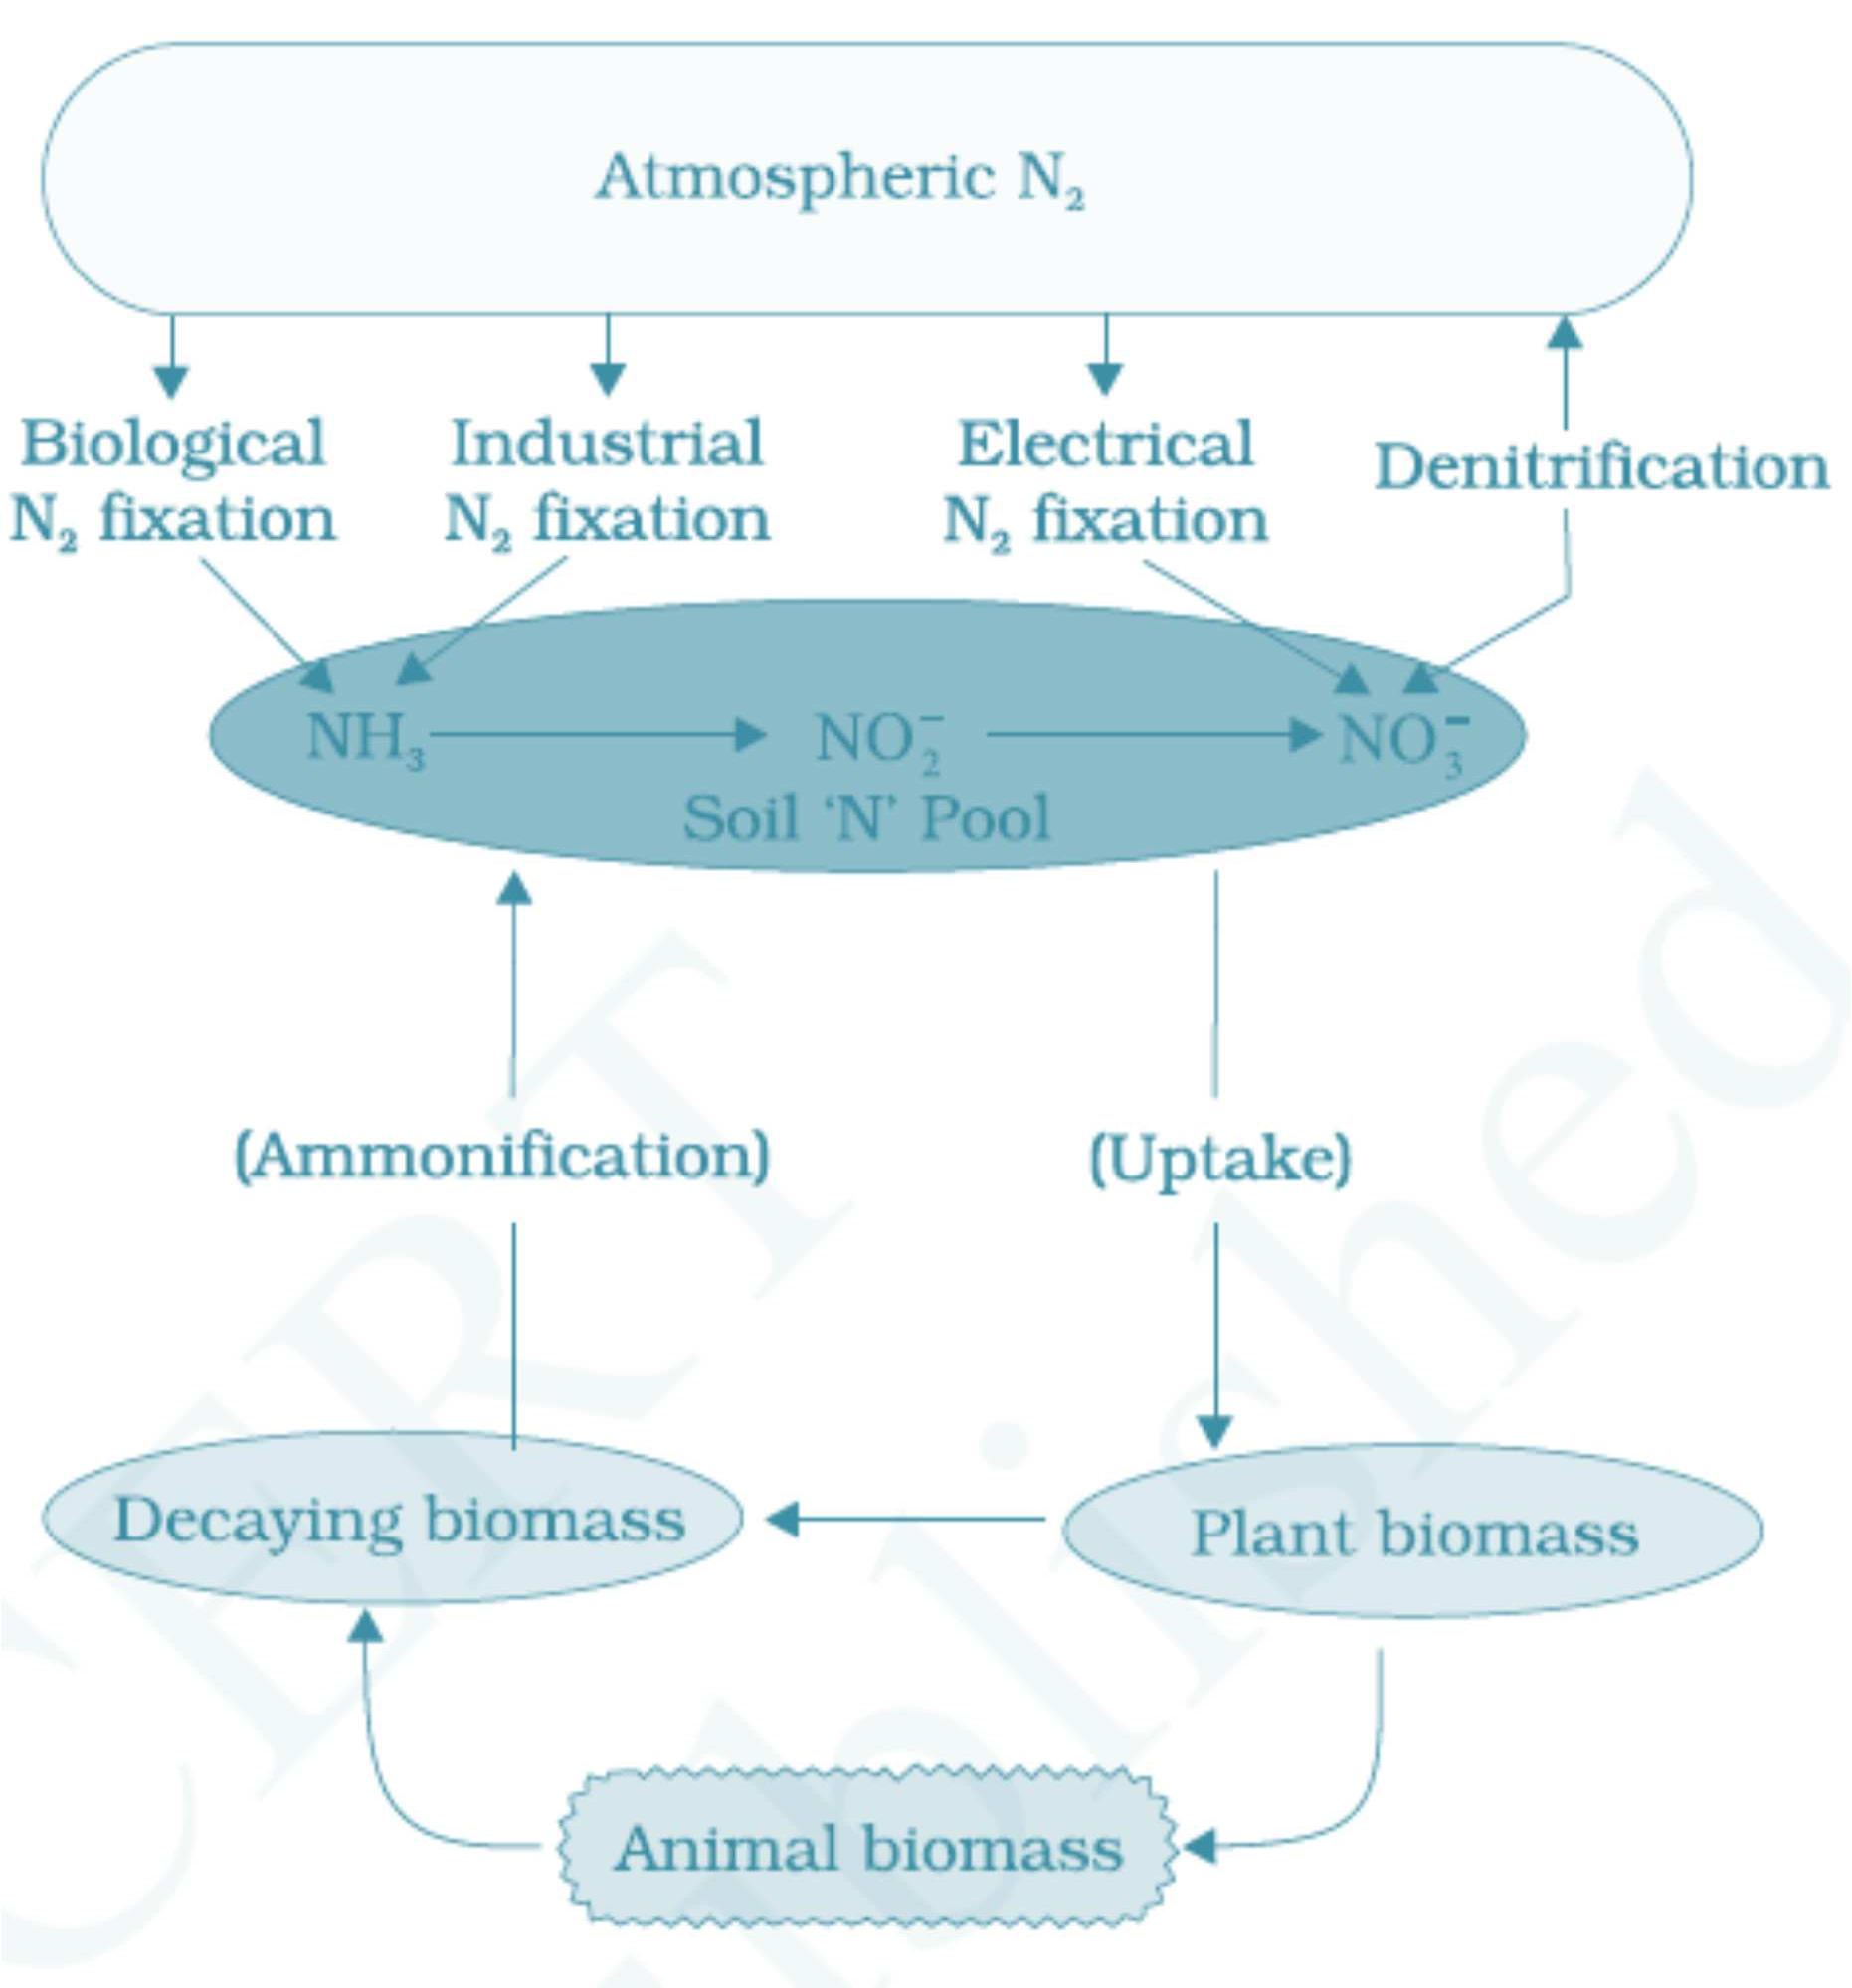 Atmospheric N₂
Biological
N₂ fixation
Industrial
N₂ fixation
Electrical
N₂ fixation
Denitrification
NH₃
NO₂⁻
NO₃⁻
Soil ‘N’ Pool
(Ammonification)
(Uptake)
Decaying biomass
Plant biomass
Animal biomass